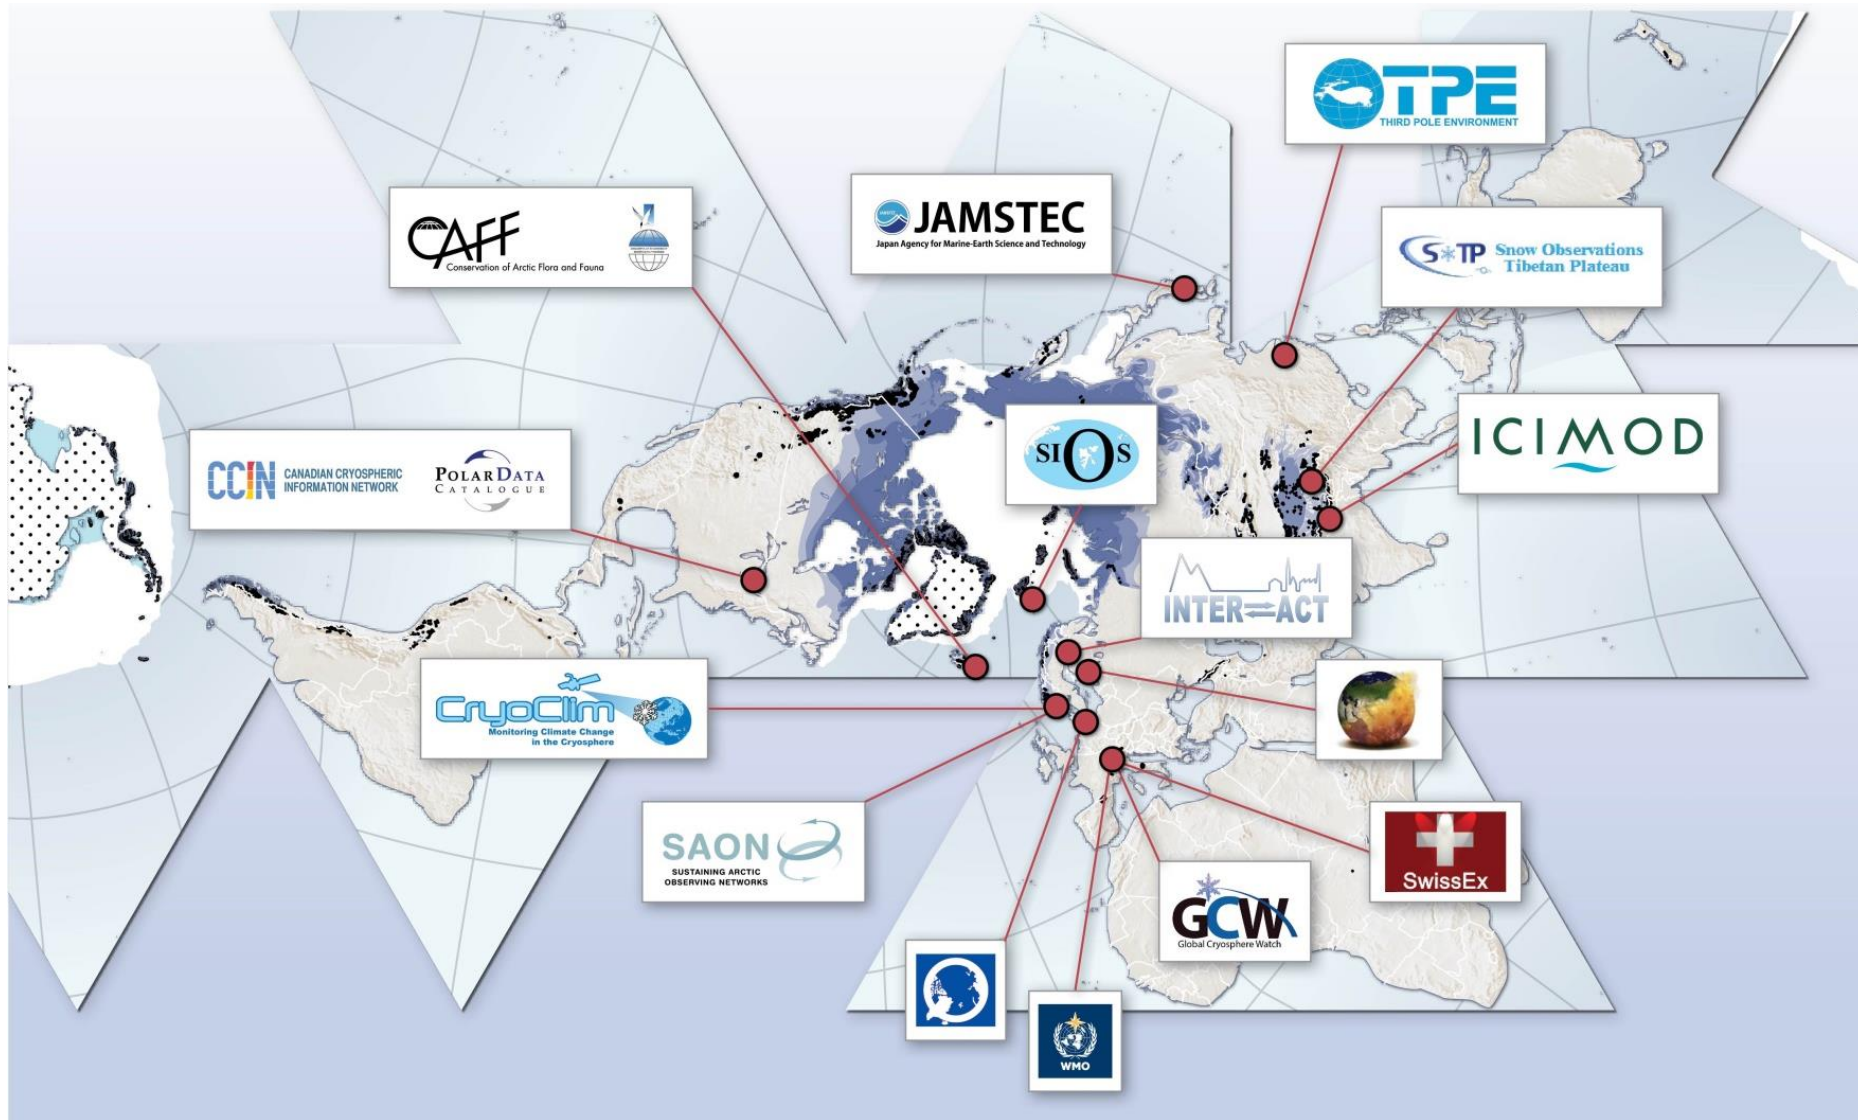 TPE
THIRD POLE ENVIRONMENT
CAFF
Conservation of Arctic Flora and Fauna
JAMSTEC
JAMSTEC
Japan Agency for Marine-Earth Science and Technology
S*TP
Snow Observations
Tibetan Plateau
ICIMOD
SIOS
CCIN
CANADIAN CRYOSPHERIC
INFORMATION NETWORK
POLAR DATA
CATALOGUE
INTER⇌ACT
CryoClim
Monitoring Climate Change
in the Cryosphere
SAON
SUSTAINING ARCTIC
OBSERVING NETWORKS
SwissEx
GCW
Global Cryosphere Watch
WMO